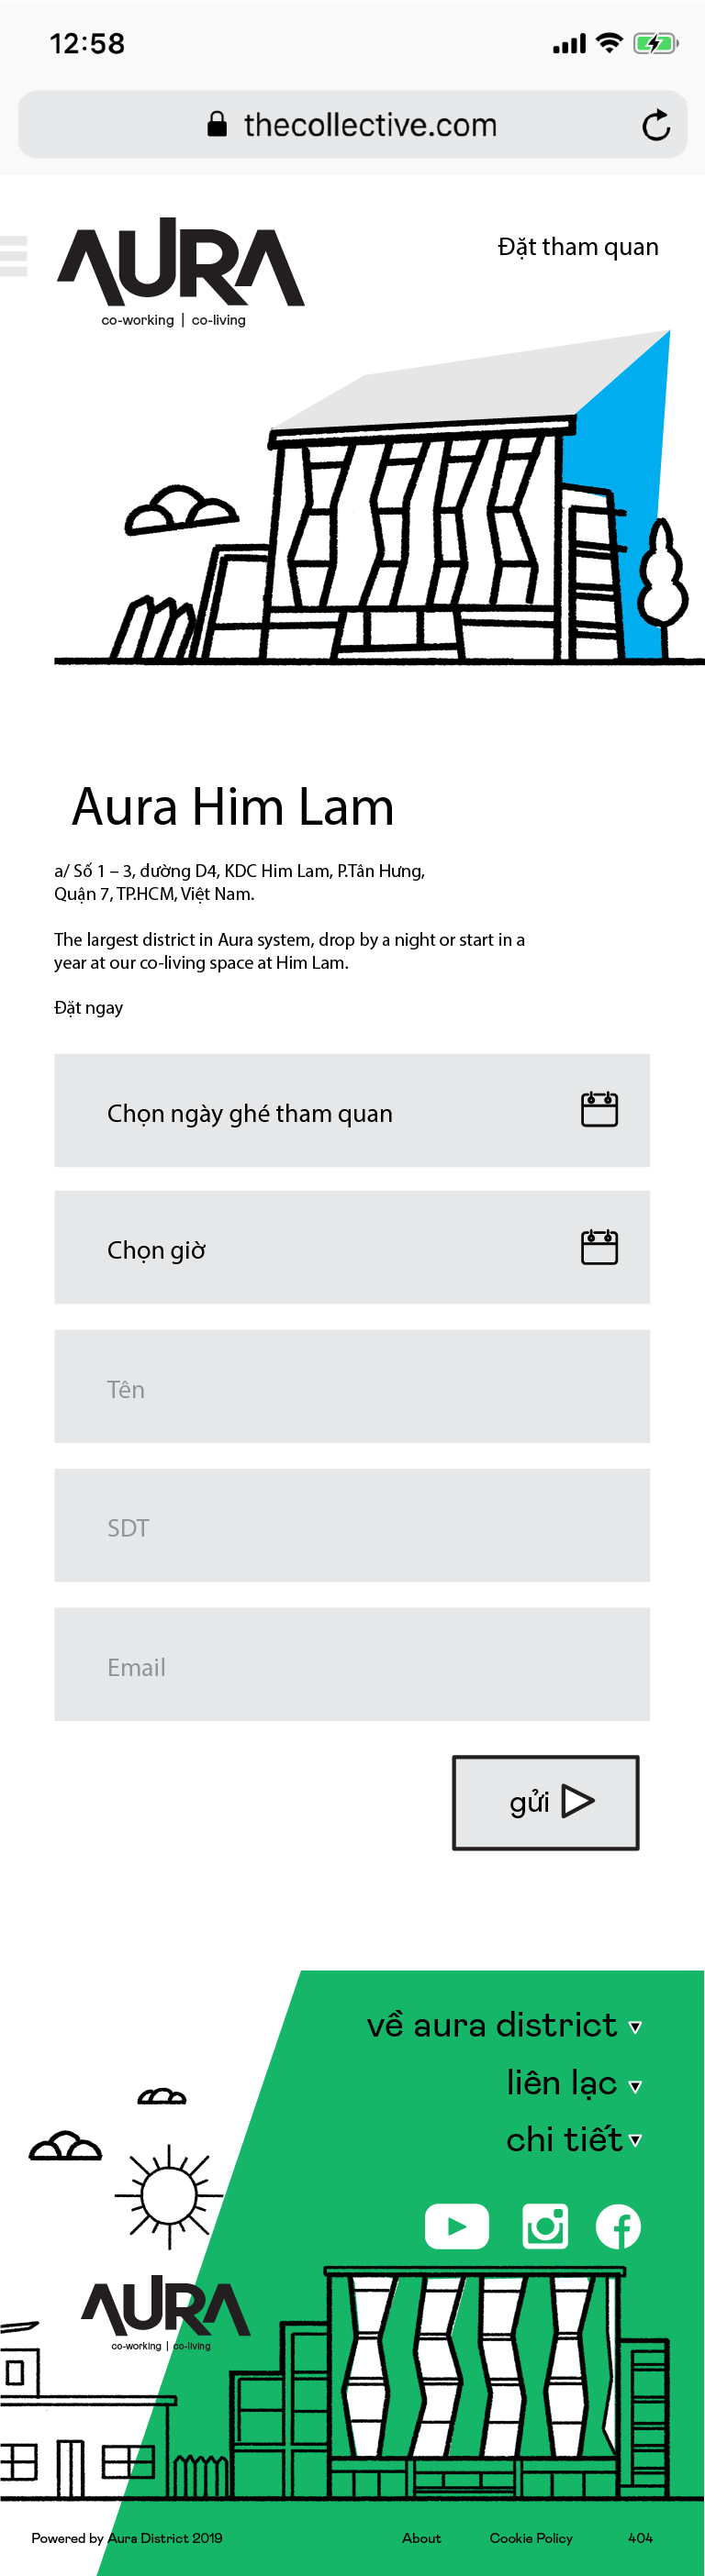 12:58
thecollective.com
AURA
co-working | co-living
Đặt tham quan
Aura Him Lam
a/ Số 1 – 3, đường D4, KDC Him Lam, P.Tân Hưng,
Quận 7, TP.HCM, Việt Nam.
The largest district in Aura system, drop by a night or start in a
year at our co-living space at Him Lam.
Đặt ngay
Chọn ngày ghé tham quan
Chọn giờ
Tên
SDT
Email
gửi
về aura district
liên lạc
chi tiết
AURA
co-working | co-living
Powered by Aura District 2019
About
Cookie Policy
404